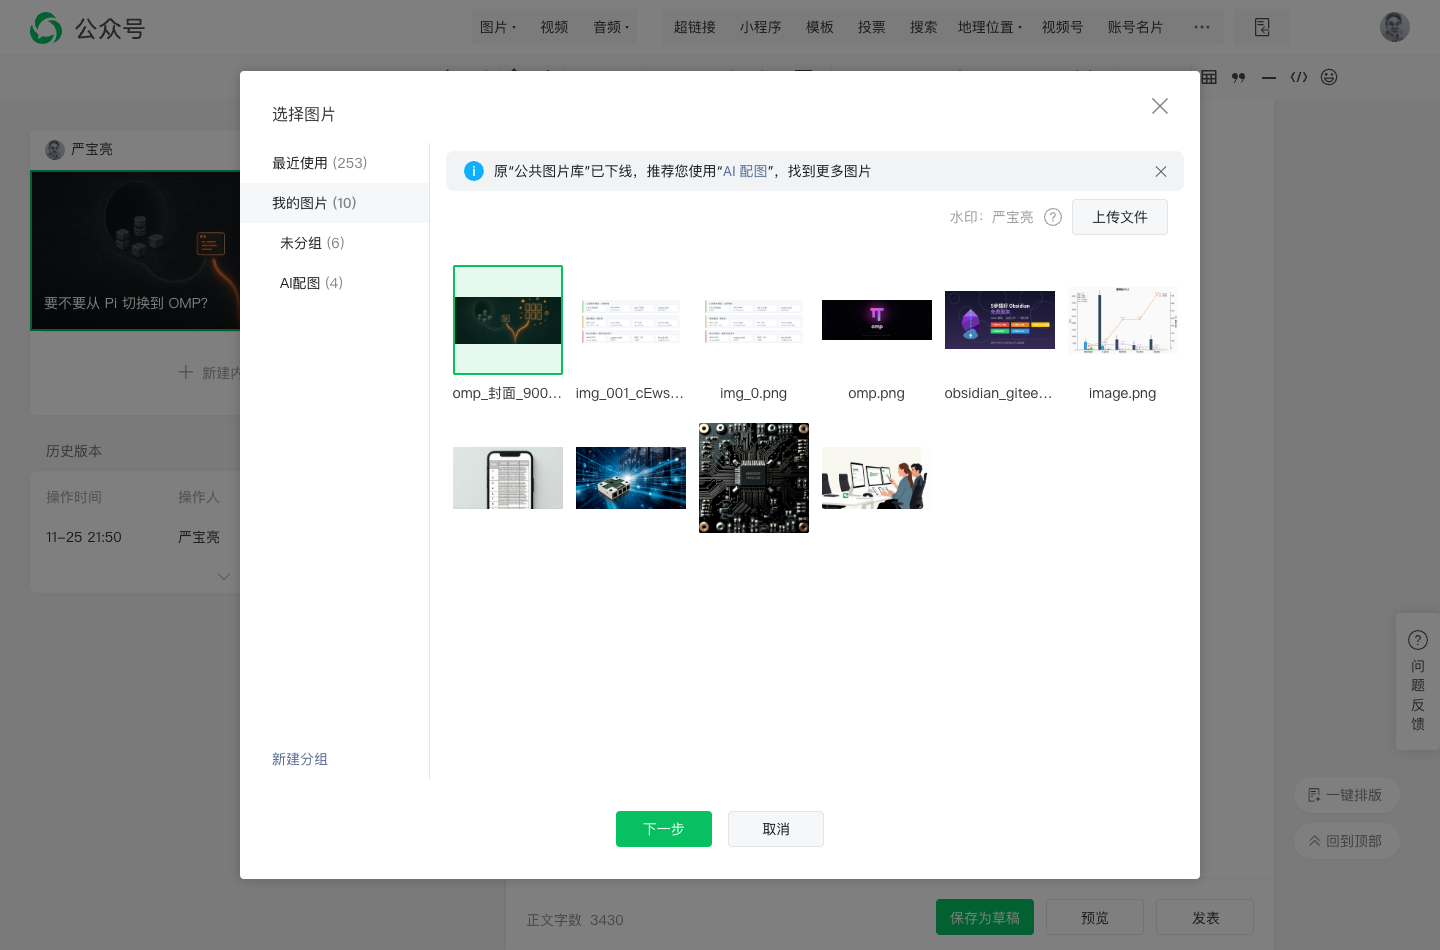 公众号
图片
视频
音频
超链接
小程序
模板
投票
搜索
地理位置
视频号
账号名片
严宝亮
要不要从 Pi 切换到 OMP?
新建内
历史版本
操作时间
操作人
11-25 21:50
严宝亮
选择图片
最近使用 (253)
我的图片 (10)
未分组 (6)
AI配图 (4)
新建分组
原“公共图片库”已下线，推荐您使用“AI 配图”，找到更多图片
水印：严宝亮
上传文件
omp
5步搞好 Obsidian
omp_封面_900...
img_001_cEws...
img_0.png
omp.png
obsidian_gitee...
image.png
下一步
取消
问题反馈
一键排版
回到顶部
正文字数 3430
保存为草稿
预览
发表